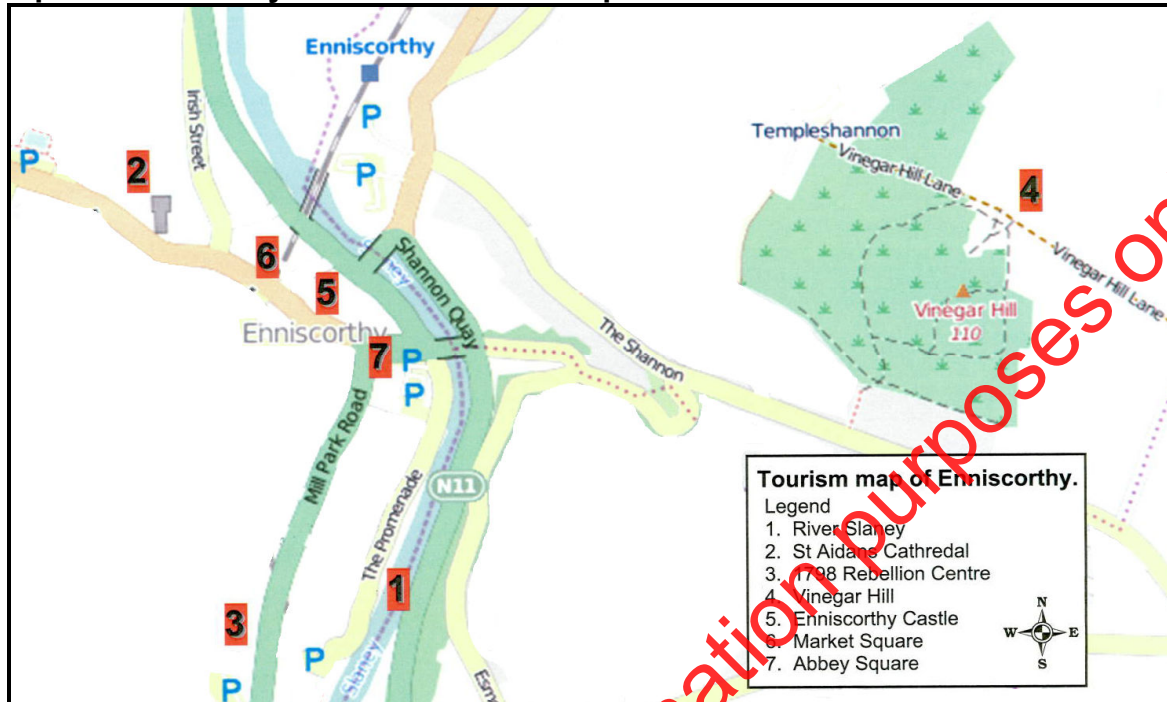 Enniscorthy
P
P
Irish Street
P
2
Templeshannon
Vinegar Hill Lane
4
6
5
Slaney
Shannon Quay
Vinegar Hill Lane
Vinegar Hill
110
Enniscorthy
7
P
P
The Shannon
Mill Park Road
N11
The Promenade
1
3
P
P
Slaney
Tourism map of Enniscorthy.
Legend
1. River Slaney
2. St Aidans Cathredal
3. 1798 Rebellion Centre
4. Vinegar Hill
5. Enniscorthy Castle
6. Market Square
7. Abbey Square
N
W E
S
purposes